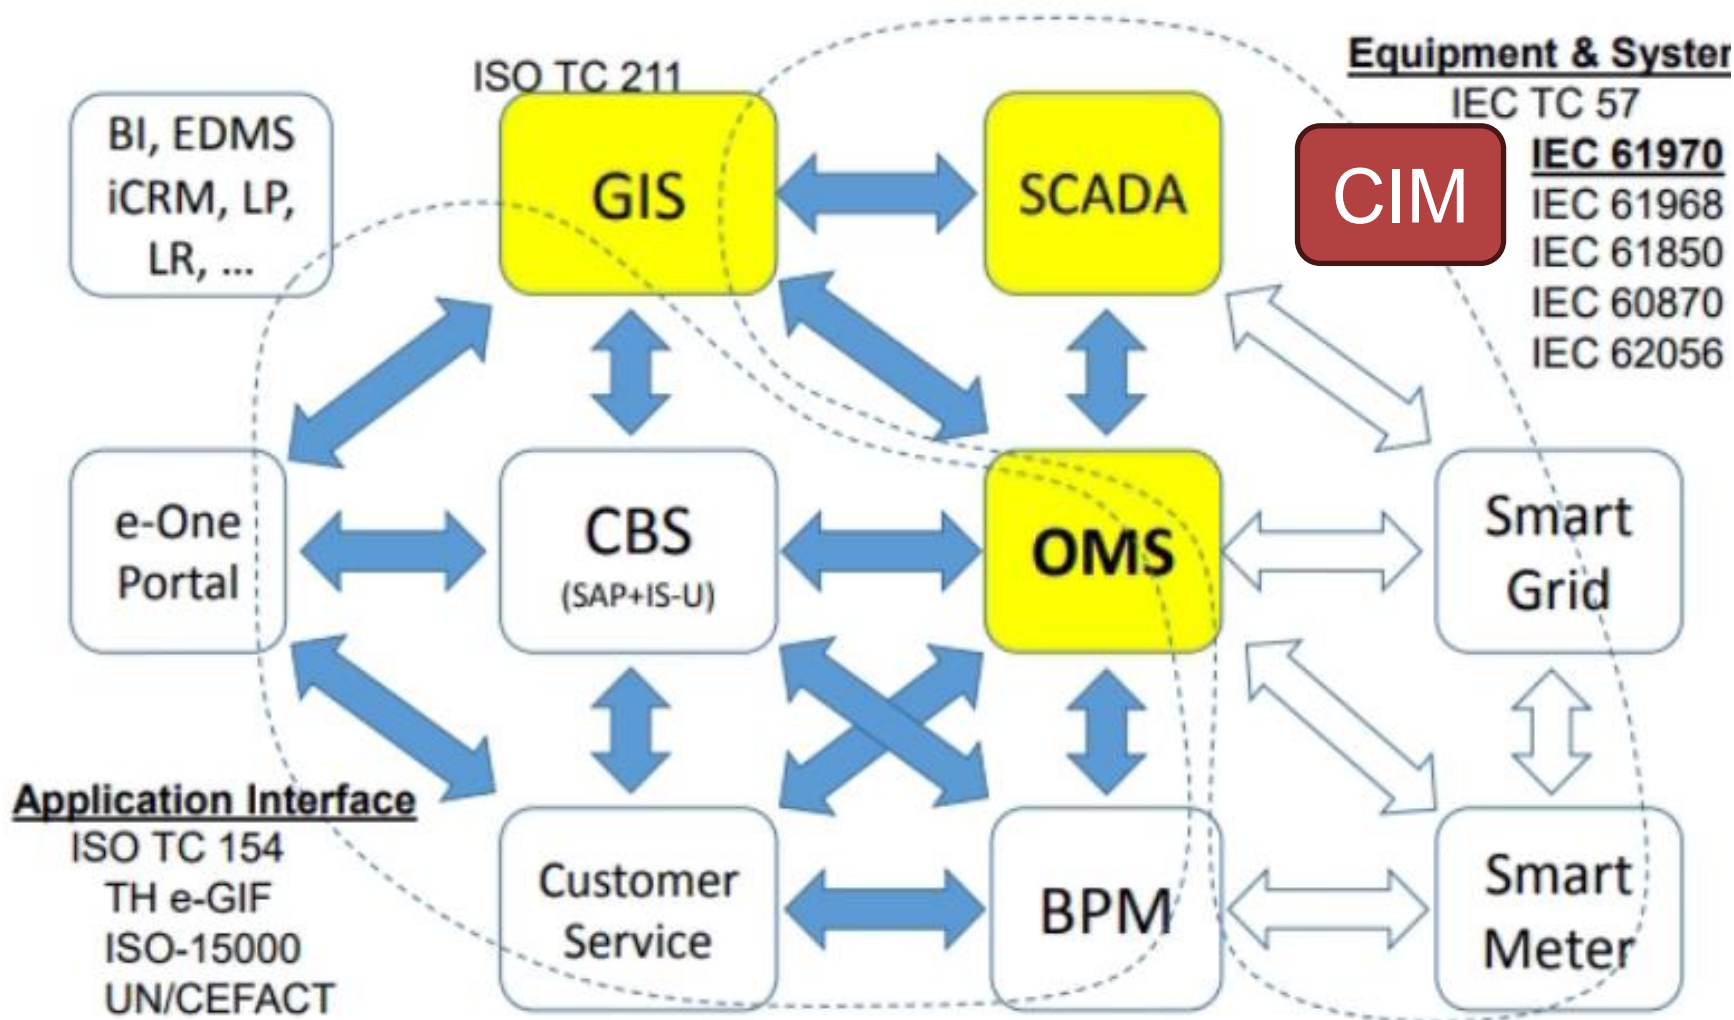 ISO TC 211
Equipment & System
IEC TC 57
IEC 61970
IEC 61968
IEC 61850
IEC 60870
IEC 62056
CIM
BI, EDMS
iCRM, LP,
LR, ...
GIS
SCADA
e-One
Portal
CBS
(SAP+IS-U)
OMS
Smart
Grid
Application Interface
ISO TC 154
TH e-GIF
ISO-15000
UN/CEFACT
Customer
Service
BPM
Smart
Meter